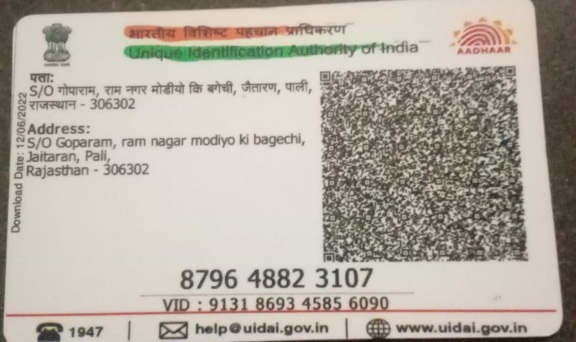 भारतीय विशिष्ट पहचान प्राधिकरण
Unique Identification Authority of India
AADHAAR
पता:
S/O गोपाराम, राम नगर मोडीयो कि बगेची, जैतारण, पाली,
राजस्थान - 306302
Address:
S/O Goparam, ram nagar modiyo ki bagechi,
Jaitaran, Pali,
Rajasthan - 306302
Download Date: 12/06/2022
8796 4882 3107
VID : 9131 8693 4585 6090
1947 | help@uidai.gov.in | www.uidai.gov.in